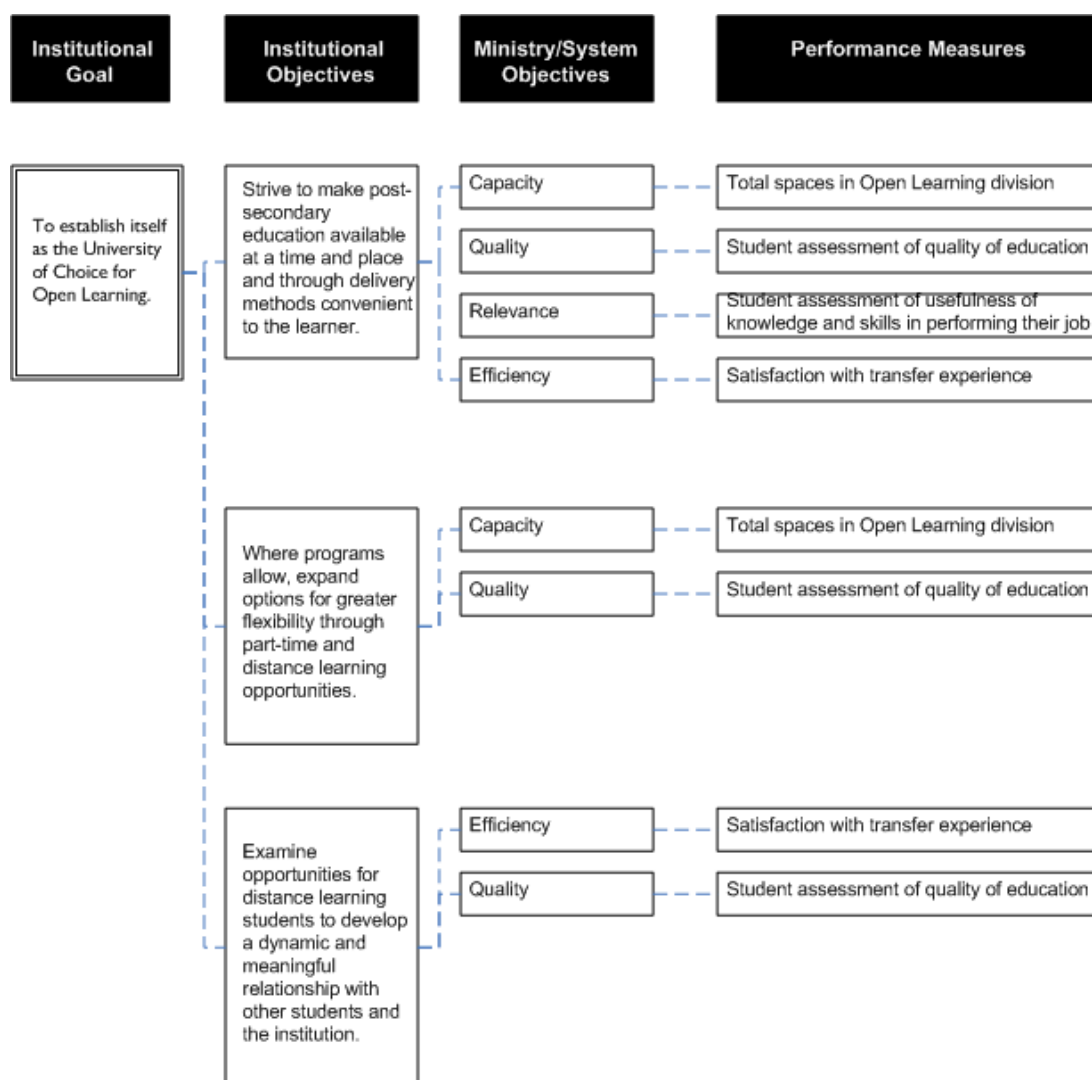 Institutional
Goal
Institutional
Objectives
Ministry/System
Objectives
Performance Measures
To establish itself
as the University
of Choice for
Open Learning.
Strive to make post-
secondary
education available
at a time and place
and through delivery
methods convenient
to the learner.
Capacity
Total spaces in Open Learning division
Quality
Student assessment of quality of education
Relevance
Student assessment of usefulness of
knowledge and skills in performing their job
Efficiency
Satisfaction with transfer experience
Where programs
allow, expand
options for greater
flexibility through
part-time and
distance learning
opportunities.
Capacity
Total spaces in Open Learning division
Quality
Student assessment of quality of education
Examine
opportunities for
distance learning
students to develop
a dynamic and
meaningful
relationship with
other students and
the institution.
Efficiency
Satisfaction with transfer experience
Quality
Student assessment of quality of education